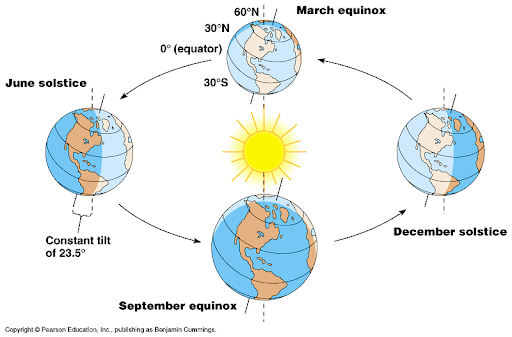 60°N
March equinox
30°N
0° (equator)
30°S
June solstice
Constant tilt
of 23.5°
December solstice
September equinox
Copyright © Pearson Education, Inc., publishing as Benjamin Cummings.